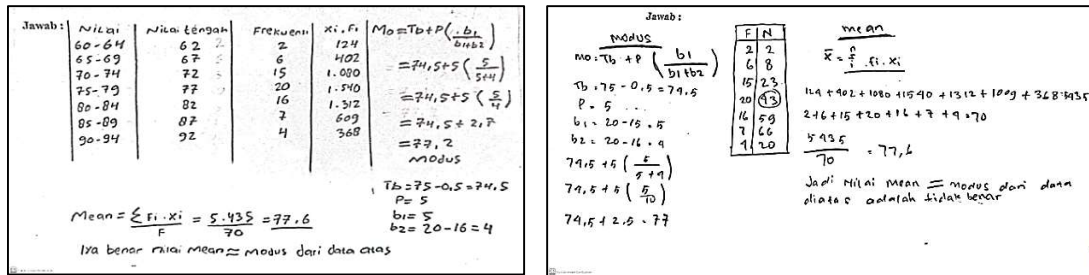 Jawab :
Nilai | Nilai tengah | Frekuensi | xi.Fi
60-64 | 62 | 2 | 124
65-69 | 67 | 6 | 402
70-74 | 72 | 15 | 1.080
75-79 | 77 | 20 | 1.540
80-84 | 82 | 16 | 1.312
85-89 | 87 | 7 | 609
90-94 | 92 | 4 | 368
Mo=Tb+P(b1/b1+b2)
=74,5+5(5/5+4)
=74,5+5(5/4)
=74,5+2,7
=77,2
Modus
Tb=75-0.5=74.5
P=5
b1=5
b2=20-16=4
Mean = Σ Fi.xi / F = 5.435 / 70 = 77.6
Iya benar nilai Mean = Modus dari data atas
Jawab :
Modus
Mo: Tb + P (b1 / b1+b2)
Tb=75-0,5=74,5
P=5
b1=20-15=5
b2=20-16=4
74,5+5 (5/5+4)
74,5+5 (5/10)
74,5+2,5=77
F | N
2 | 2
6 | 8
15 | 23
20 | 43
16 | 59
7 | 66
4 | 20
mean
x̄ = n/i .fi.xi
124+402+1080+1540+1312+1009+368=5435
2+6+15+20+16+7+4=70
5435 / 70 = 77,6
Jadi Nilai Mean = modus dari data
diatas adalah tidak benar